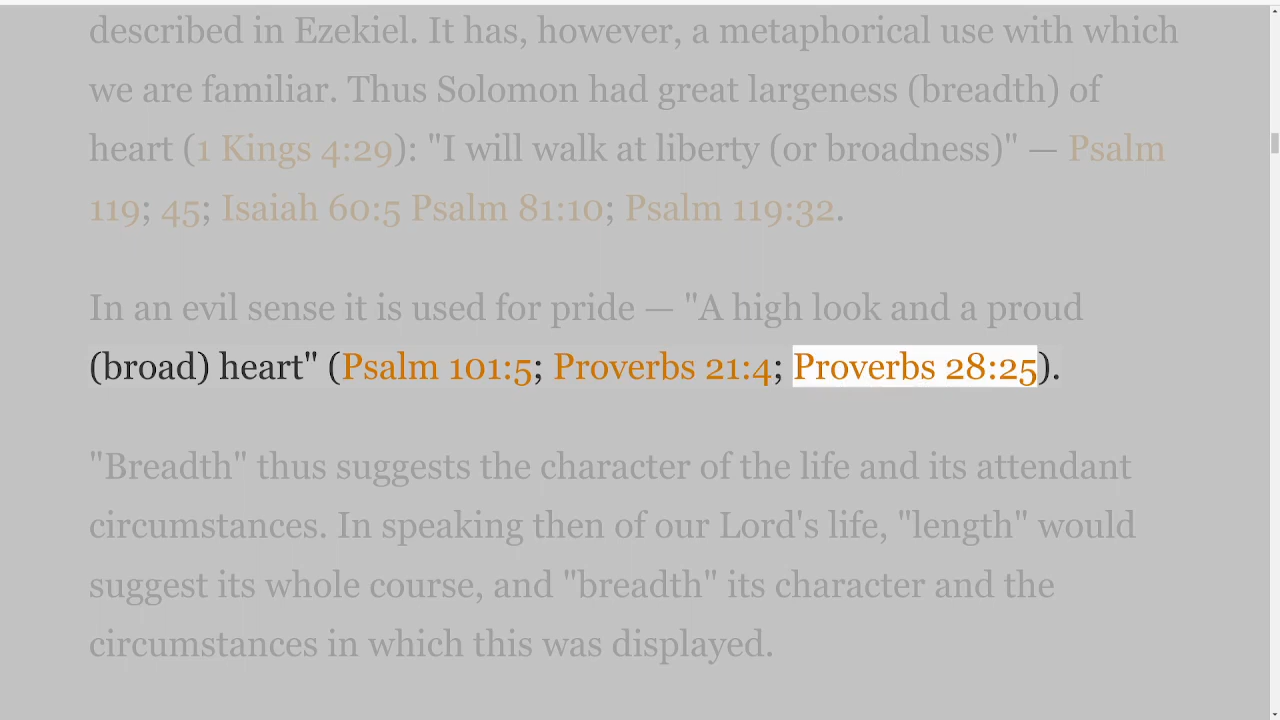 described in Ezekiel. It has, however, a metaphorical use with which
we are familiar. Thus Solomon had great largeness (breadth) of
heart (1 Kings 4:29): "I will walk at liberty (or broadness)" — Psalm
119; 45; Isaiah 60:5 Psalm 81:10; Psalm 119:32.
In an evil sense it is used for pride — "A high look and a proud
(broad) heart" (Psalm 101:5; Proverbs 21:4; Proverbs 28:25).
"Breadth" thus suggests the character of the life and its attendant
circumstances. In speaking then of our Lord's life, "length" would
suggest its whole course, and "breadth" its character and the
circumstances in which this was displayed.